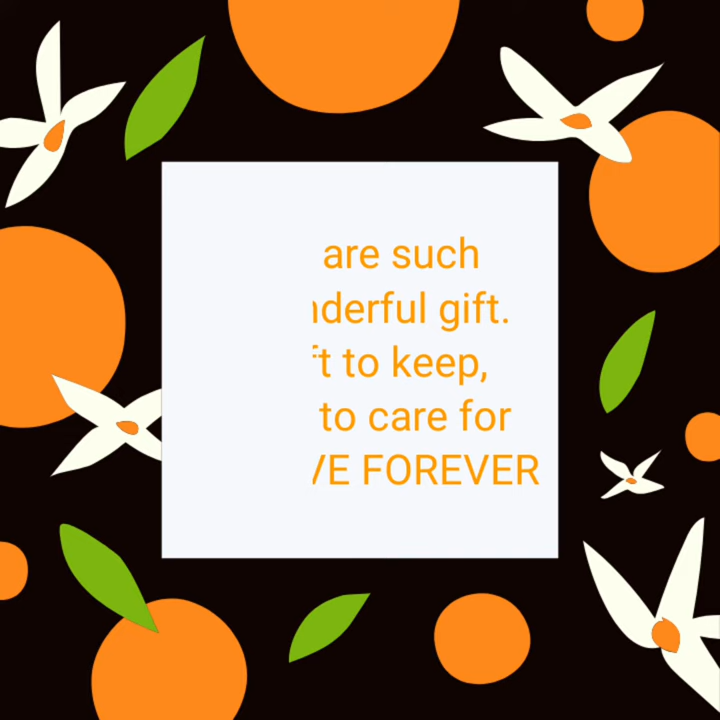 are such
derful gift.
t to keep,
to care for
E FOREVER